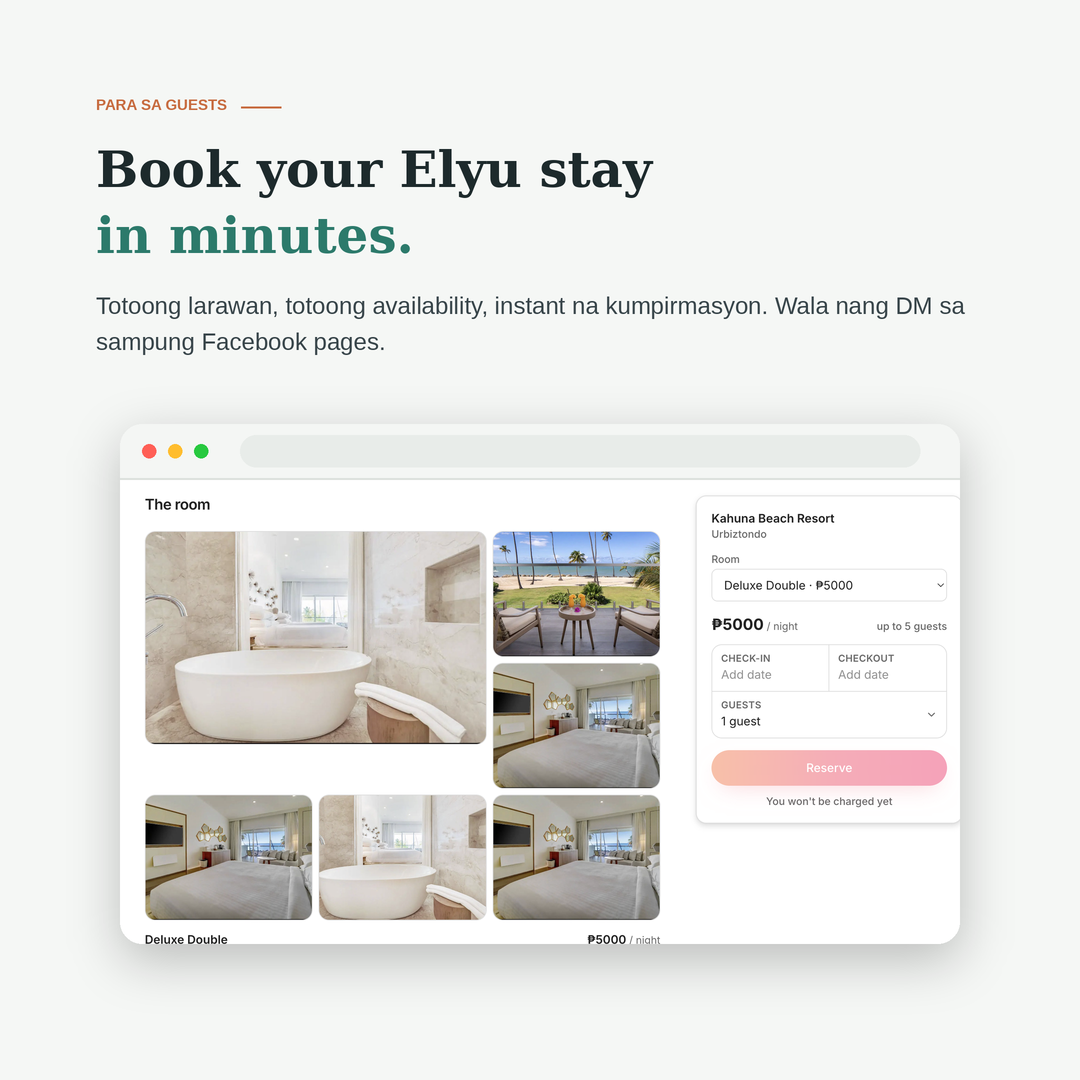 PARA SA GUESTS
Book your Elyu stay
in minutes.
Totoong larawan, totoong availability, instant na kumpirmasyon. Wala nang DM sa
sampung Facebook pages.
The room
Kahuna Beach Resort
Urbiztondo
Room
Deluxe Double · ₱5000
₱5000 / night
up to 5 guests
CHECK-IN
CHECKOUT
Add date
Add date
GUESTS
1 guest
Reserve
You won't be charged yet
Deluxe Double
₱5000 / night